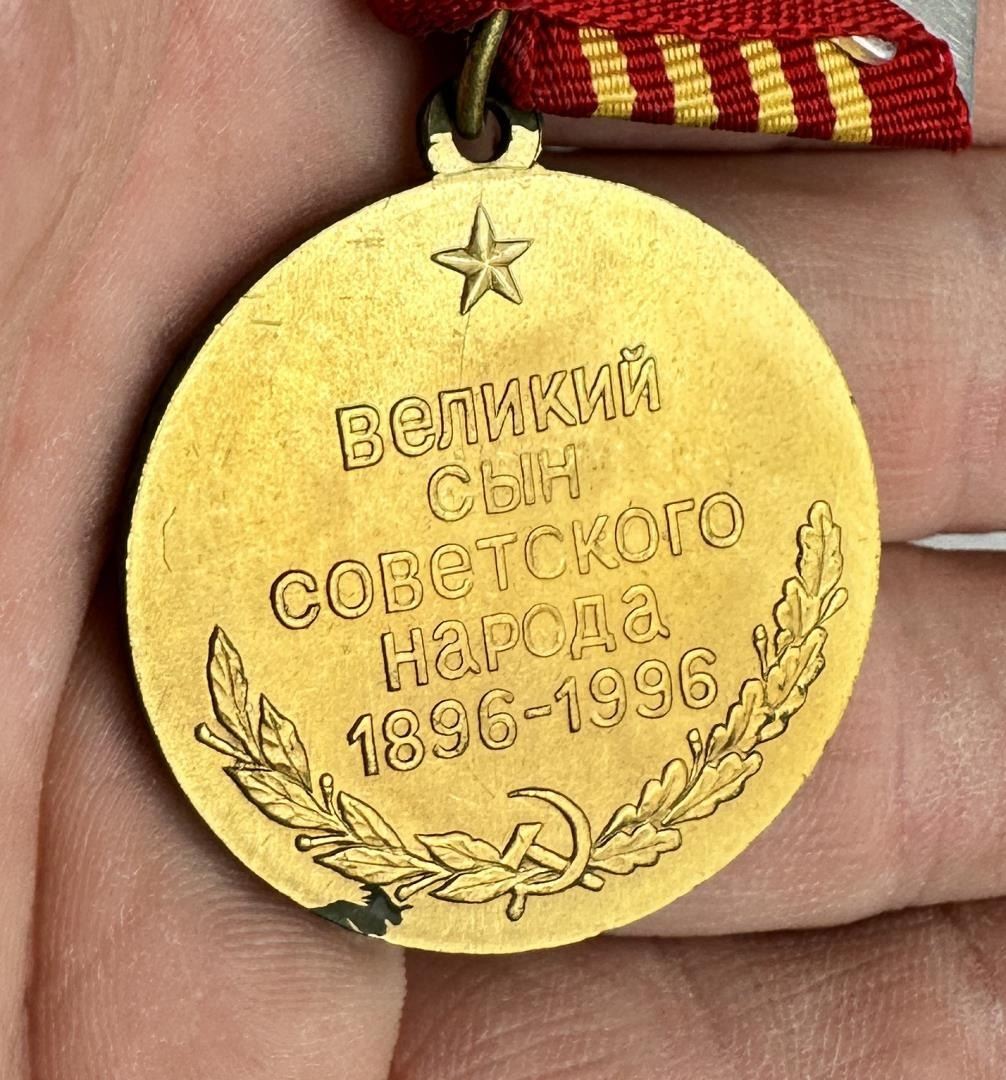 Великий
сын
советского
народа
1896-1996